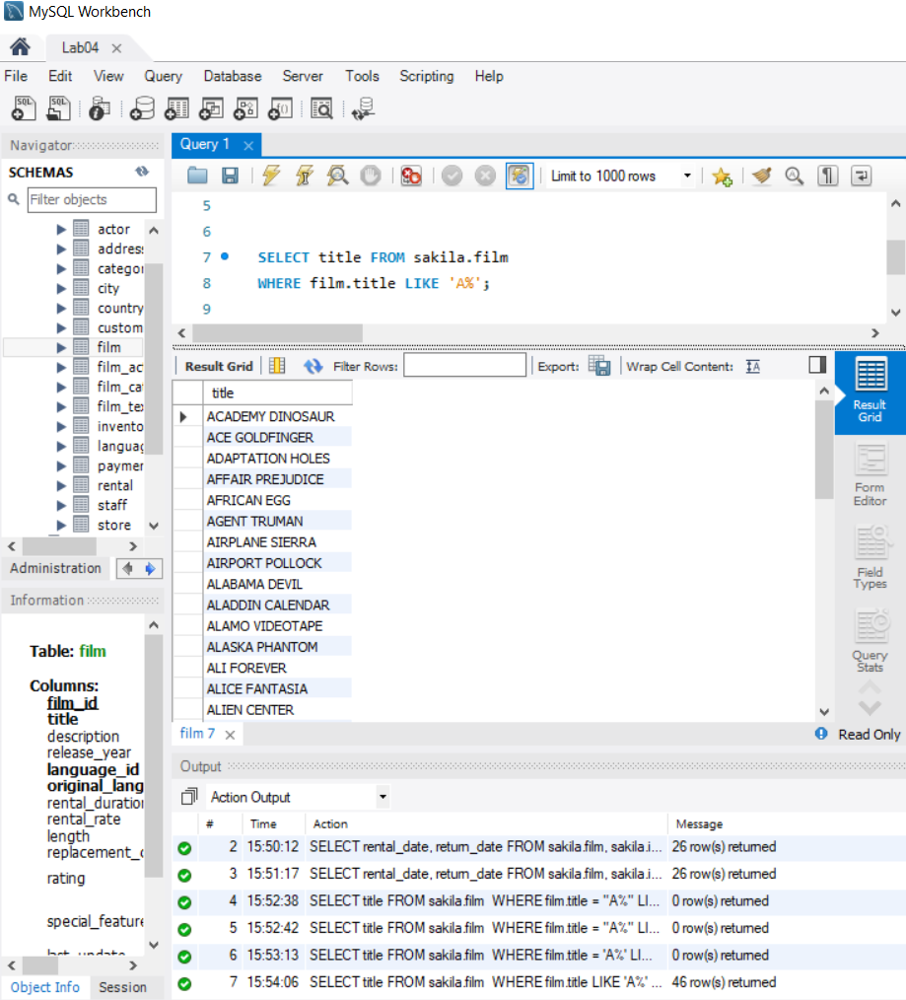 MySQL Workbench
Lab04
File Edit View Query Database Server Tools Scripting Help
Navigator
SCHEMAS
Filter objects
actor
address
categor
city
country
custom
film
film_ac
film_ca
film_tex
invento
languag
paymer
rental
staff
store
Administration
Information
Table: film
Columns:
film_id
title
description
release_year
language_id
original_lang
rental_duration
rental_rate
length
replacement_c
rating
special_feature
last_update
Object Info Session
Query 1
Limit to 1000 rows
5
6
7 SELECT title FROM sakila.film
8 WHERE film.title LIKE 'A%';
9
Result Grid Filter Rows: Export: Wrap Cell Content:
title
ACADEMY DINOSAUR
ACE GOLDFINGER
ADAPTATION HOLES
AFFAIR PREJUDICE
AFRICAN EGG
AGENT TRUMAN
AIRPLANE SIERRA
AIRPORT POLLOCK
ALABAMA DEVIL
ALADDIN CALENDAR
ALAMO VIDEOTAPE
ALASKA PHANTOM
ALI FOREVER
ALICE FANTASIA
ALIEN CENTER
Result
Grid
Form
Editor
Field
Types
Query
Stats
film 7
Read Only
Output
Action Output
# Time Action Message
2 15:50:12 SELECT rental_date, return_date FROM sakila.film, sakila.i... 26 row(s) returned
3 15:51:17 SELECT rental_date, return_date FROM sakila.film, sakila.i... 26 row(s) returned
4 15:52:38 SELECT title FROM sakila.film WHERE film.title = "A%" LI... 0 row(s) returned
5 15:52:42 SELECT title FROM sakila.film WHERE film.title = "A%" LI... 0 row(s) returned
6 15:53:13 SELECT title FROM sakila.film WHERE film.title = 'A%' LI... 0 row(s) returned
7 15:54:06 SELECT title FROM sakila.film WHERE film.title LIKE 'A%' ... 46 row(s) returned